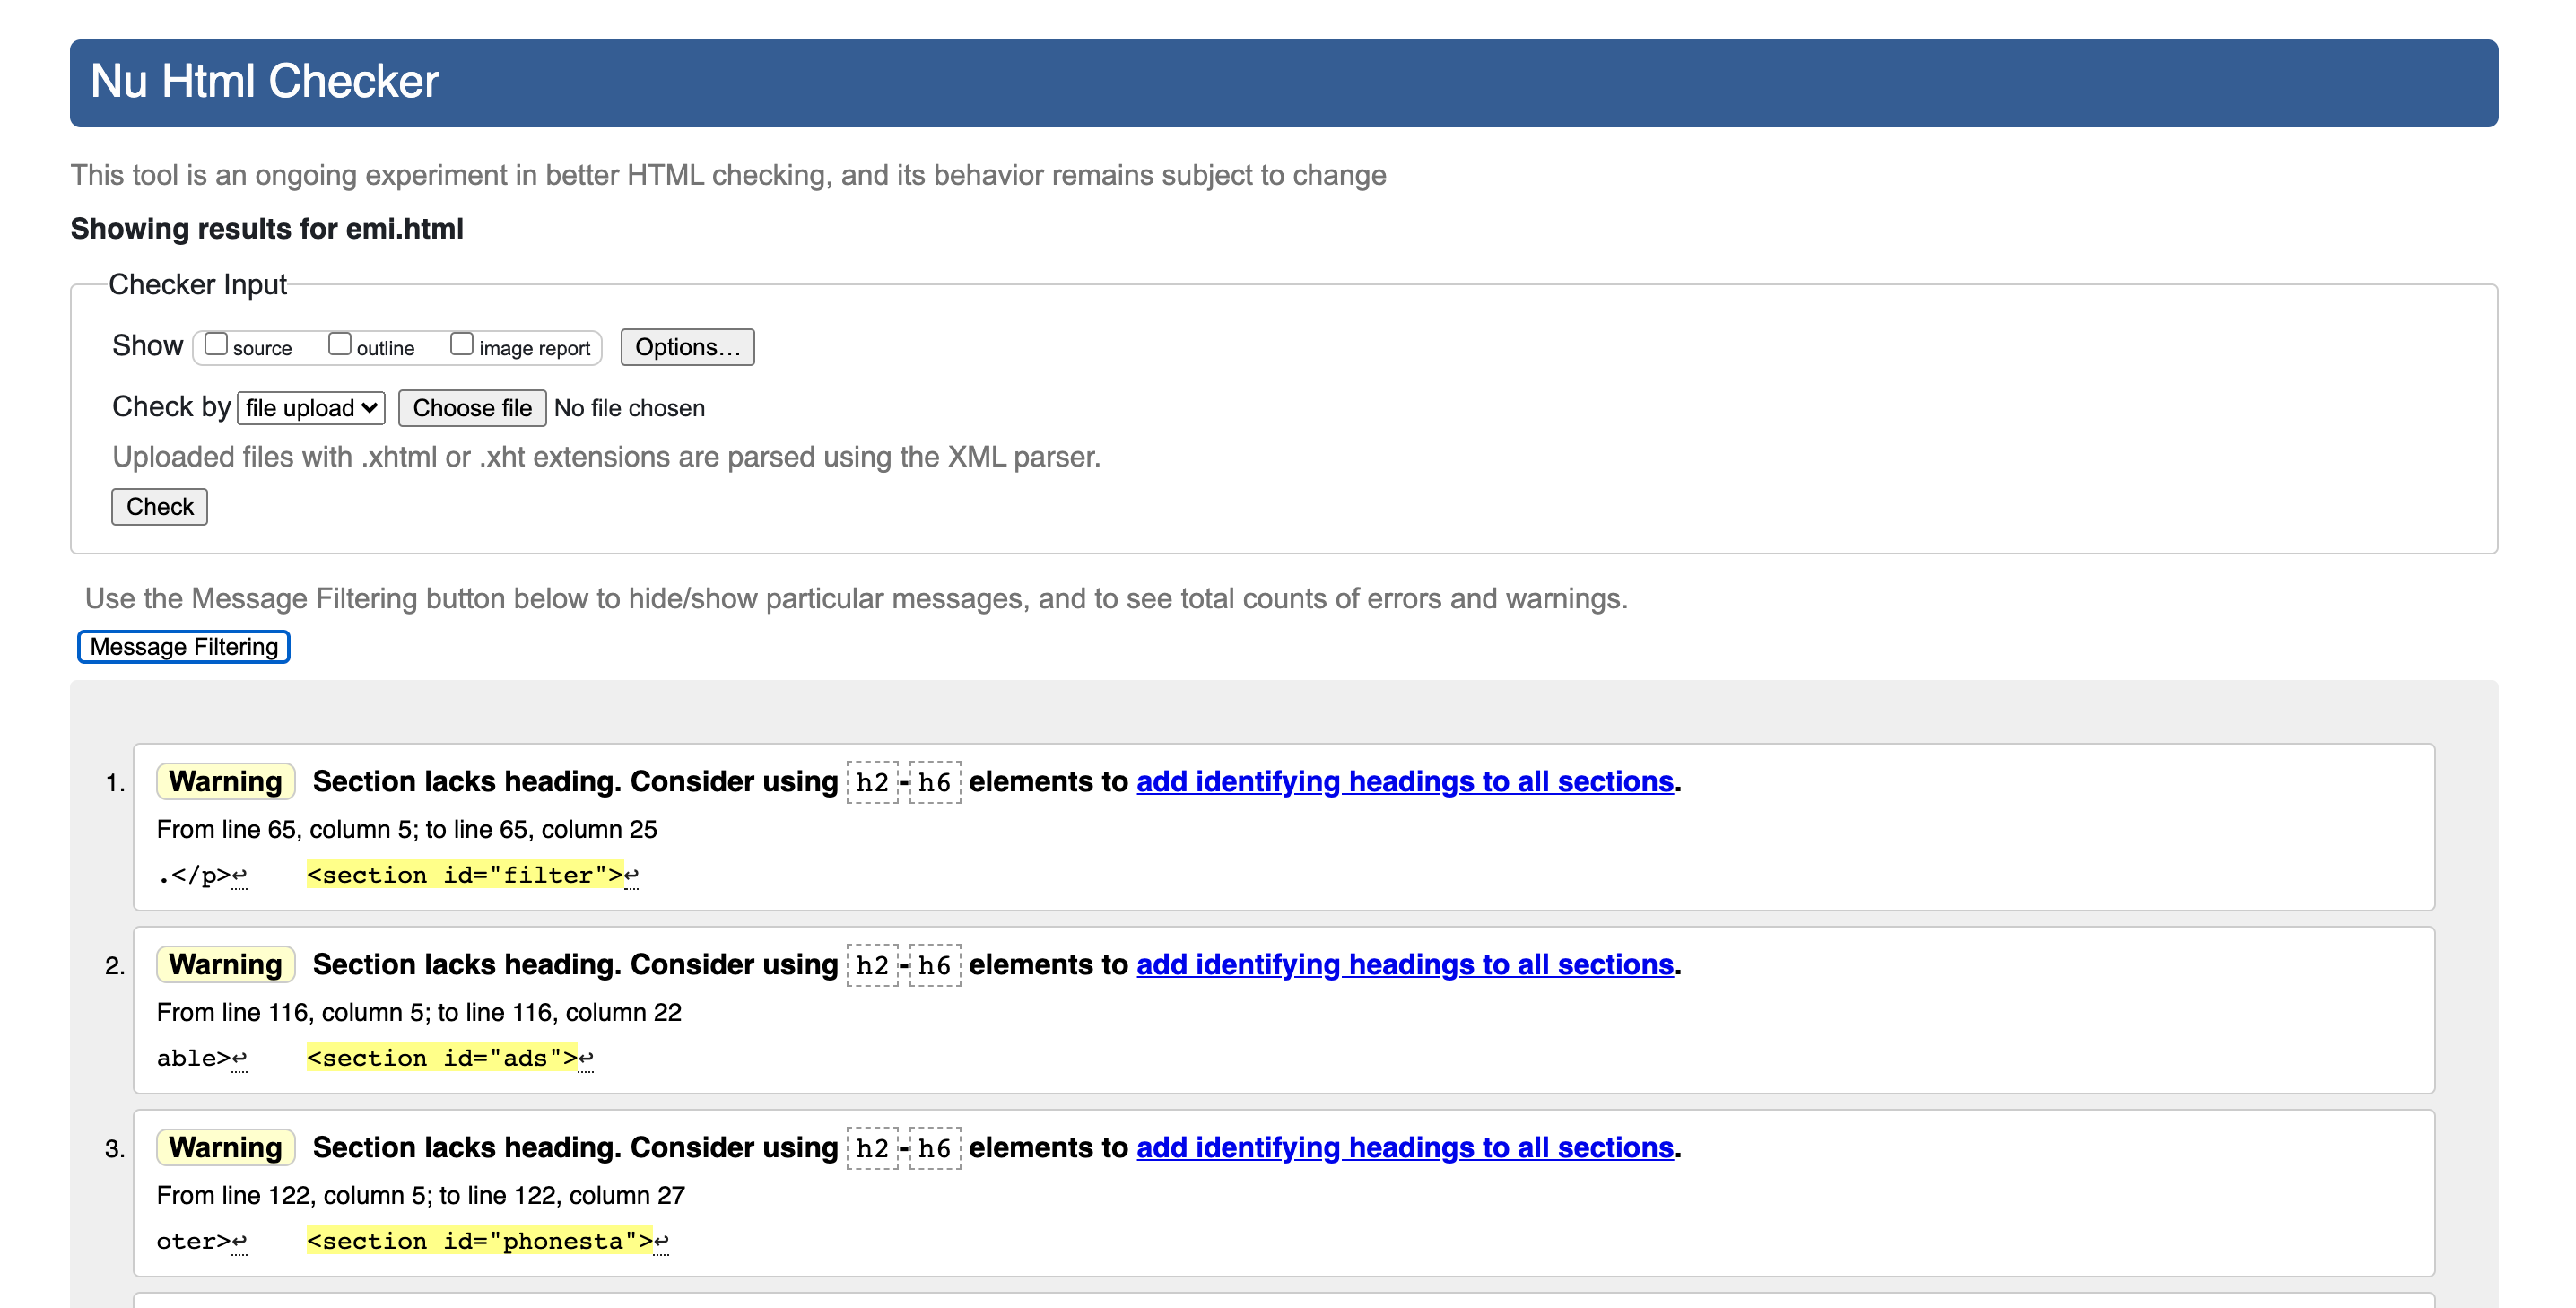 Nu Html Checker
This tool is an ongoing experiment in better HTML checking, and its behavior remains subject to change
Showing results for emi.html
Checker Input
Show source outline image report Options…
Check by file upload Choose file No file chosen
Uploaded files with .xhtml or .xht extensions are parsed using the XML parser.
Check
Use the Message Filtering button below to hide/show particular messages, and to see total counts of errors and warnings.
Message Filtering
1. Warning Section lacks heading. Consider using h2-h6 elements to add identifying headings to all sections.
From line 65, column 5; to line 65, column 25
.</p>↩ <section id="filter">↩
2. Warning Section lacks heading. Consider using h2-h6 elements to add identifying headings to all sections.
From line 116, column 5; to line 116, column 22
able>↩ <section id="ads">↩
3. Warning Section lacks heading. Consider using h2-h6 elements to add identifying headings to all sections.
From line 122, column 5; to line 122, column 27
oter>↩ <section id="phonesta">↩